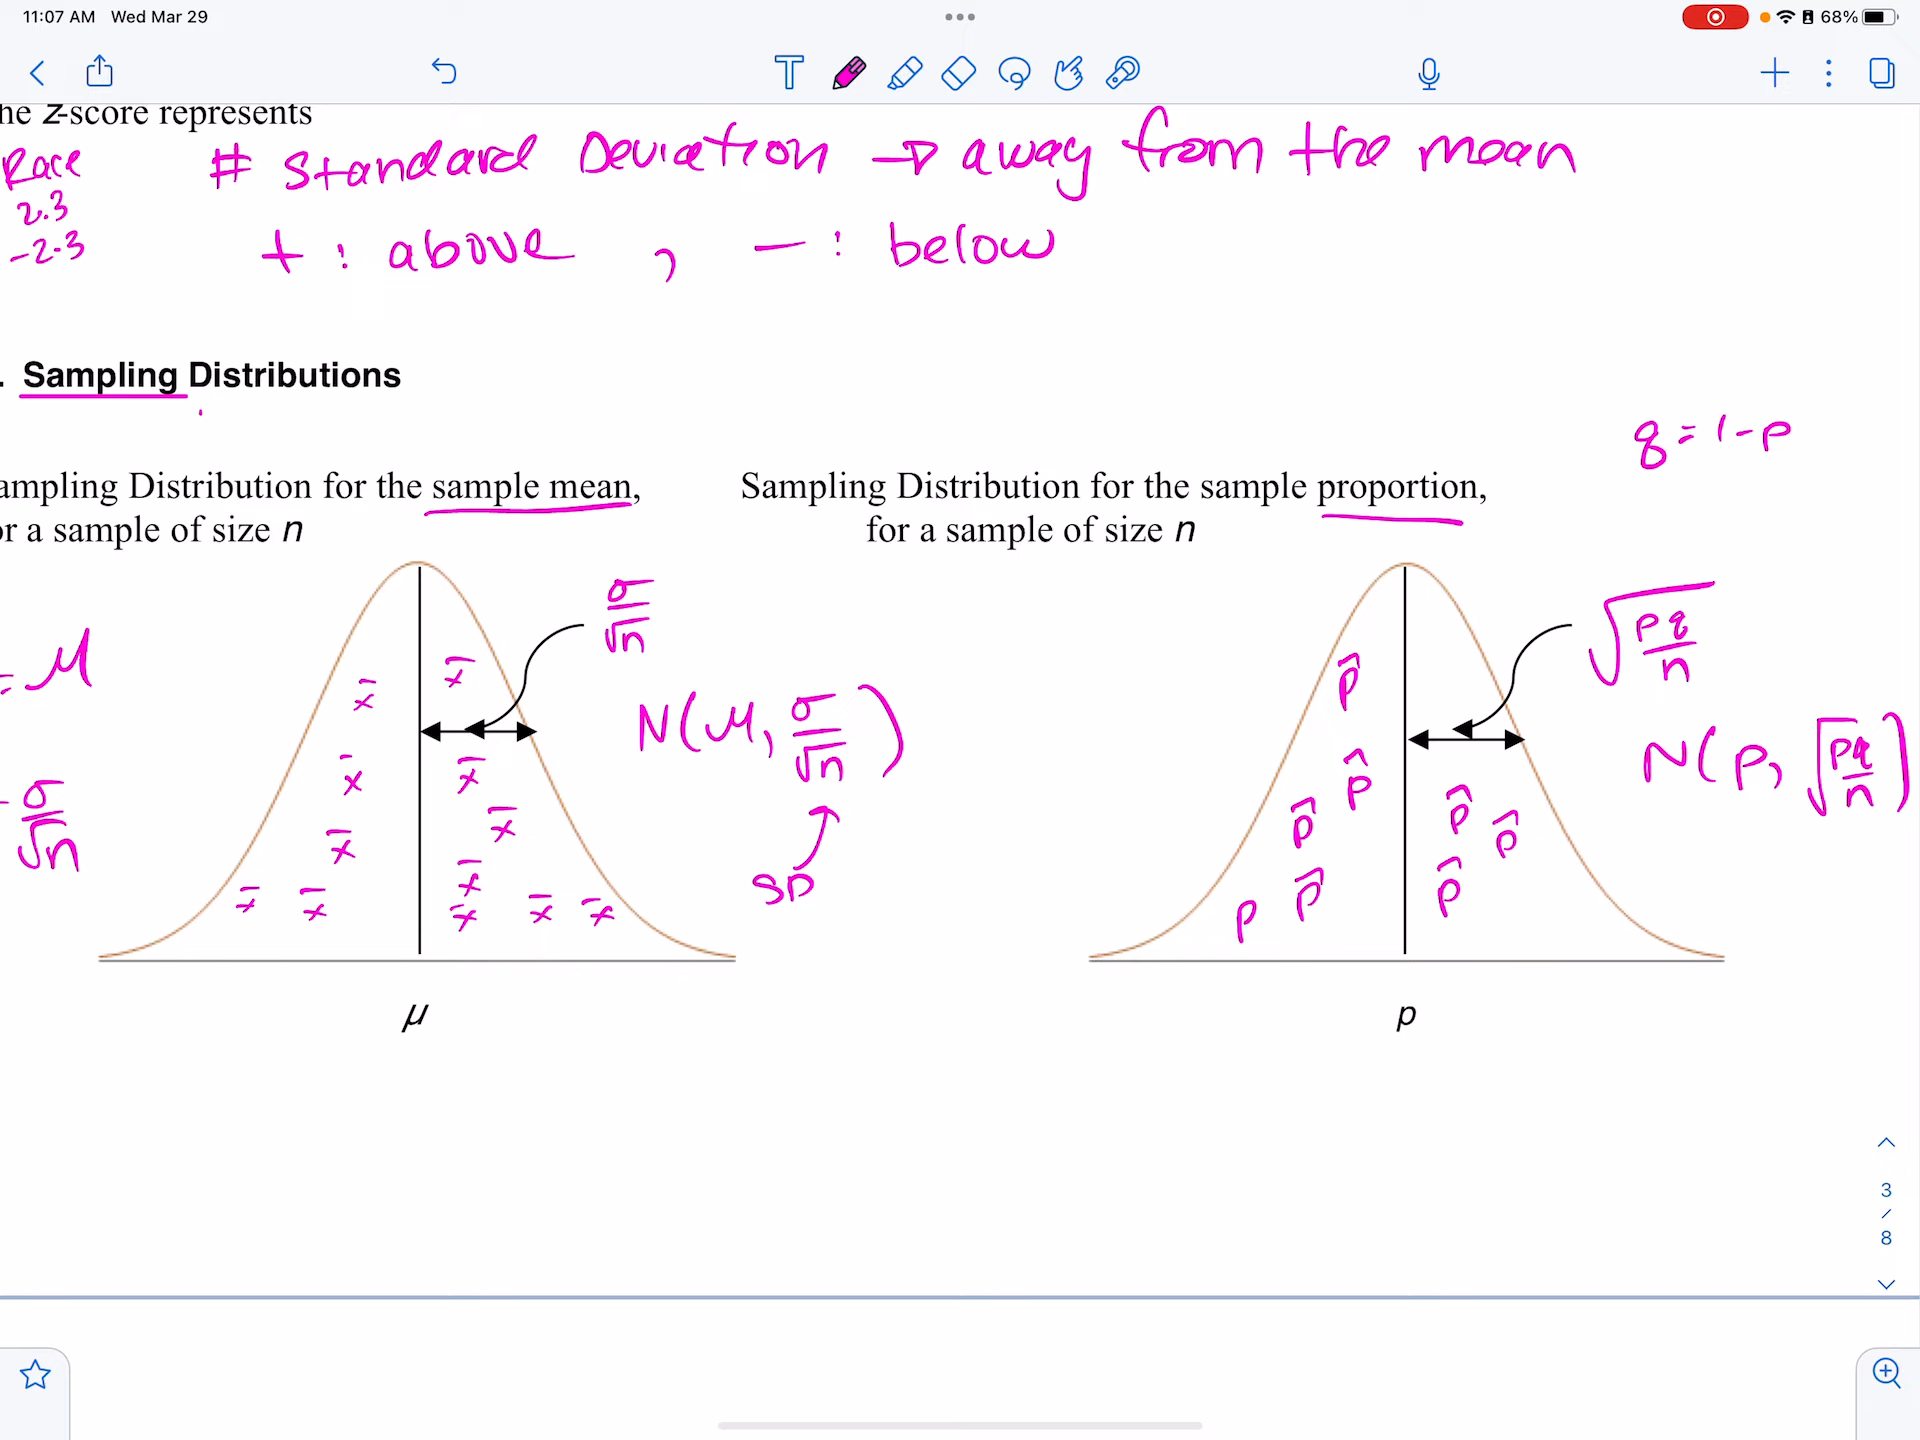 11:07 AM Wed Mar 29
68%
he z-score represents
Race
# Standard Deviation → away from the mean
2.3
-2.3
+ : above , - : below
. Sampling Distributions
q = 1-p
ampling Distribution for the sample mean,
or a sample of size n
Sampling Distribution for the sample proportion,
for a sample of size n
σ/√n
√(pq/n)
= μ
N(μ, σ/√n)
N(p, √(pq/n))
σ/√n
SD
x̄ x̄ x̄ x̄ x̄ x̄ x̄ x̄ x̄ x̄ x̄ x̄
p̂ p̂ p̂ p̂ p̂ p̂ p̂ p
μ
p
3
/
8